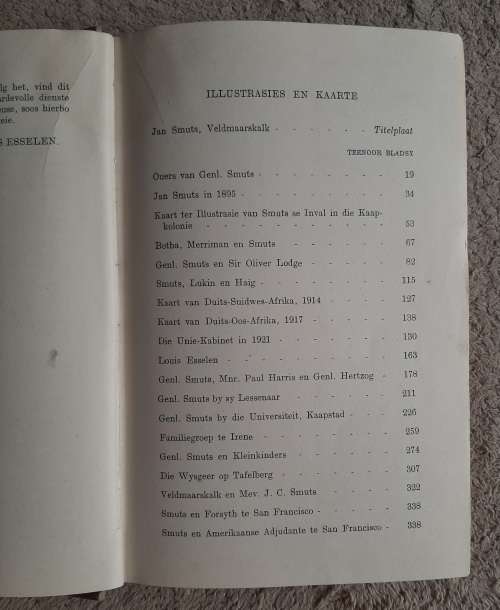 lg het, vind dit
ardevolle dienste
euse, soos hierbo
reie.
S ESSELEN.
ILLUSTRASIES EN KAARTE
Jan Smuts, Veldmaarskalk - - - - - - Titelplaat
TEENOOR BLADSY
Ouers van Genl. Smuts - - - - - - - - 19
Jan Smuts in 1895 - - - - - - - - - 34
Kaart ter Illustrasie van Smuts se Inval in die Kaap-
kolonie - - - - - - - - - 53
Botha, Merriman en Smuts - - - - - - 67
Genl. Smuts en Sir Oliver Lodge - - - - - 82
Smuts, Lukin en Haig - - - - - - - - 115
Kaart van Duits-Suidwes-Afrika, 1914 - - - - 127
Kaart van Duits-Oos-Afrika, 1917 - - - - 138
Die Unie-Kabinet in 1921 - - - - - - - 130
Louis Esselen - - - - - - - - - 163
Genl. Smuts, Mnr. Paul Harris en Genl. Hertzog - 178
Genl. Smuts by sy Lessenaar - - - - - - 211
Genl. Smuts by die Universiteit, Kaapstad - - - 226
Familiegroep te Irene - - - - - - - 259
Genl. Smuts en Kleinkinders - - - - - - 274
Die Wysgeer op Tafelberg - - - - - - - 307
Veldmaarskalk en Mev. J. C. Smuts - - - - 322
Smuts en Forsyth te San Francisco - - - - - 338
Smuts en Amerikaanse Adjudante te San Francisco - 338